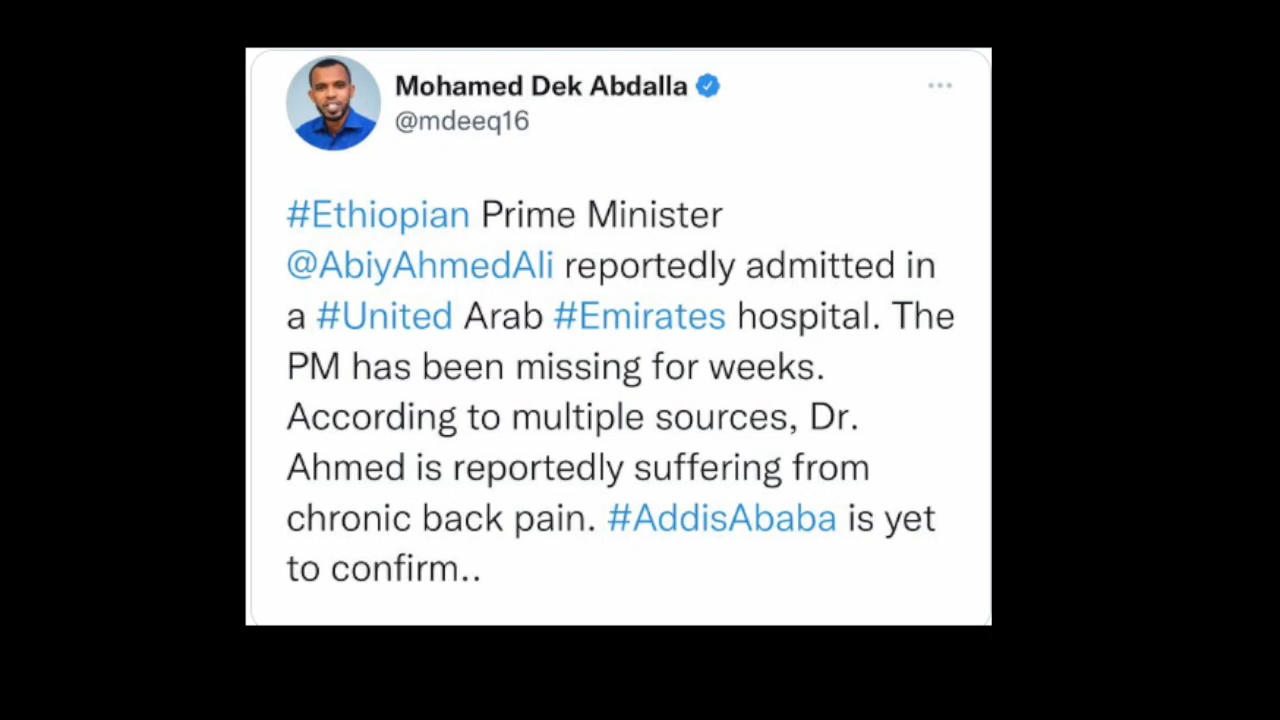 Mohamed Dek Abdalla
@mdeeq16
#Ethiopian Prime Minister
@AbiyAhmedAli reportedly admitted in
a #United Arab #Emirates hospital. The
PM has been missing for weeks.
According to multiple sources, Dr.
Ahmed is reportedly suffering from
chronic back pain. #AddisAbaba is yet
to confirm..